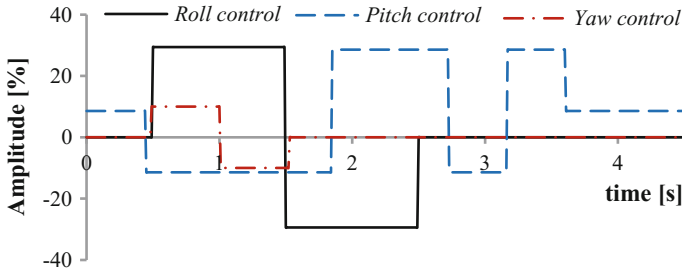 40
Roll control
Pitch control
Yaw control
20
0
-20
-40
0
1
2
3
4
Amplitude [%]
time [s]